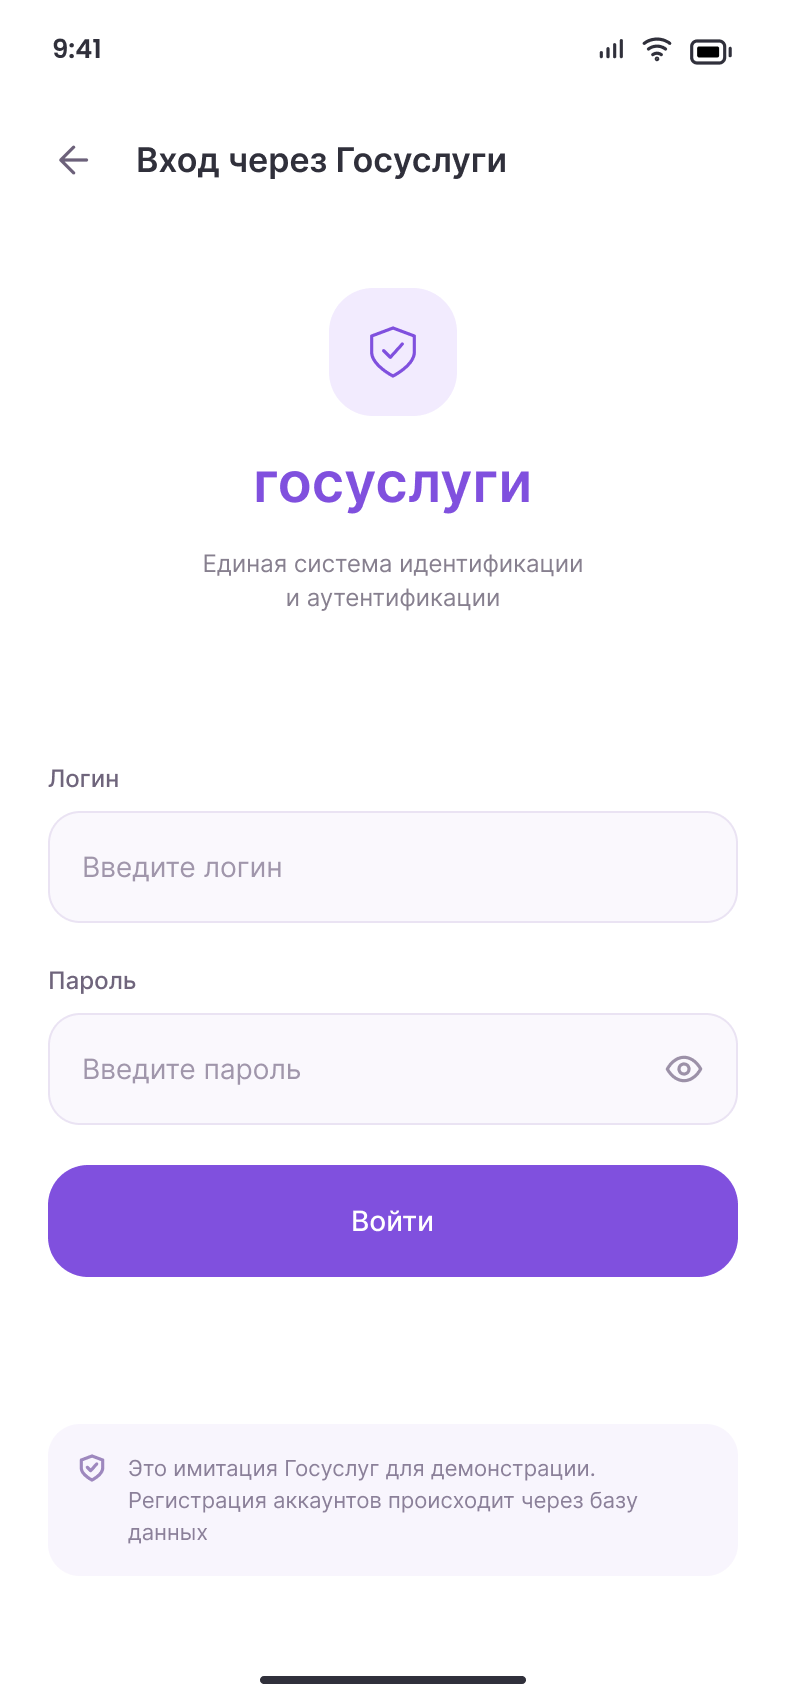 9:41
Вход через Госуслуги
госуслуги
Единая система идентификации
и аутентификации
Логин
Введите логин
Пароль
Введите пароль
Войти
Это имитация Госуслуг для демонстрации.
Регистрация аккаунтов происходит через базу
данных